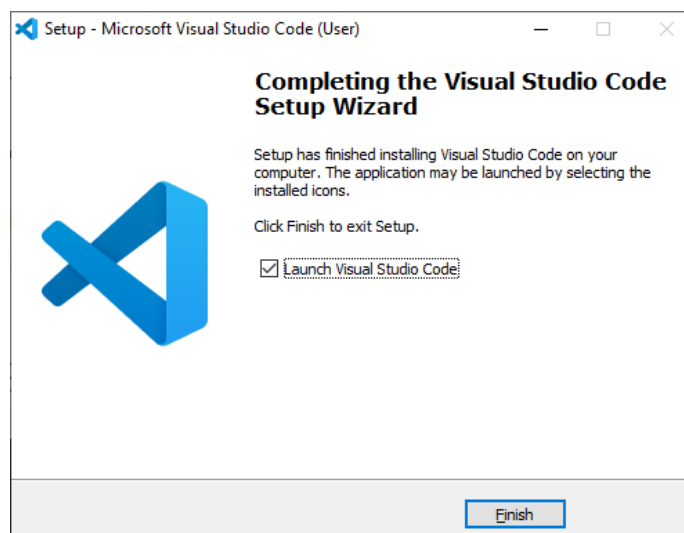 Setup - Microsoft Visual Studio Code (User)
Completing the Visual Studio Code
Setup Wizard
Setup has finished installing Visual Studio Code on your
computer. The application may be launched by selecting the
installed icons.
Click Finish to exit Setup.
Launch Visual Studio Code
Finish